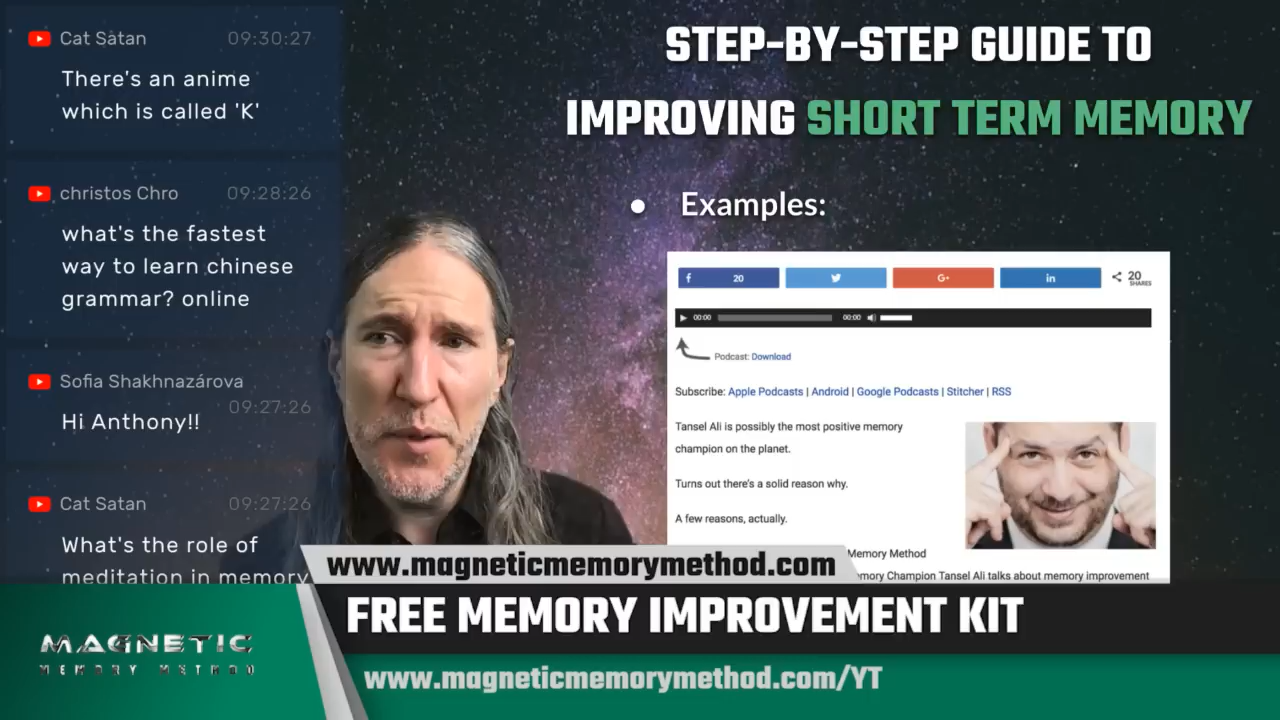 Cat Satan 09:30:27
There's an anime
which is called 'K'
christos Chro 09:28:26
what's the fastest
way to learn chinese
grammar? online
Sofia Shakhnazárova
09:27:26
Hi Anthony!!
Cat Satan 09:27:26
What's the role of
meditation in memory
STEP-BY-STEP GUIDE TO
IMPROVING SHORT TERM MEMORY
• Examples:
f 20
G+
in
20
SHARES
00:00 00:00
Podcast: Download
Subscribe: Apple Podcasts | Android | Google Podcasts | Stitcher | RSS
Tansel Ali is possibly the most positive memory
champion on the planet.
Turns out there's a solid reason why.
A few reasons, actually.
Memory Method
Champion Tansel Ali talks about memory improvement
www.magneticmemorymethod.com
FREE MEMORY IMPROVEMENT KIT
www.magneticmemorymethod.com/YT
MAGNETIC
MEMORY METHOD